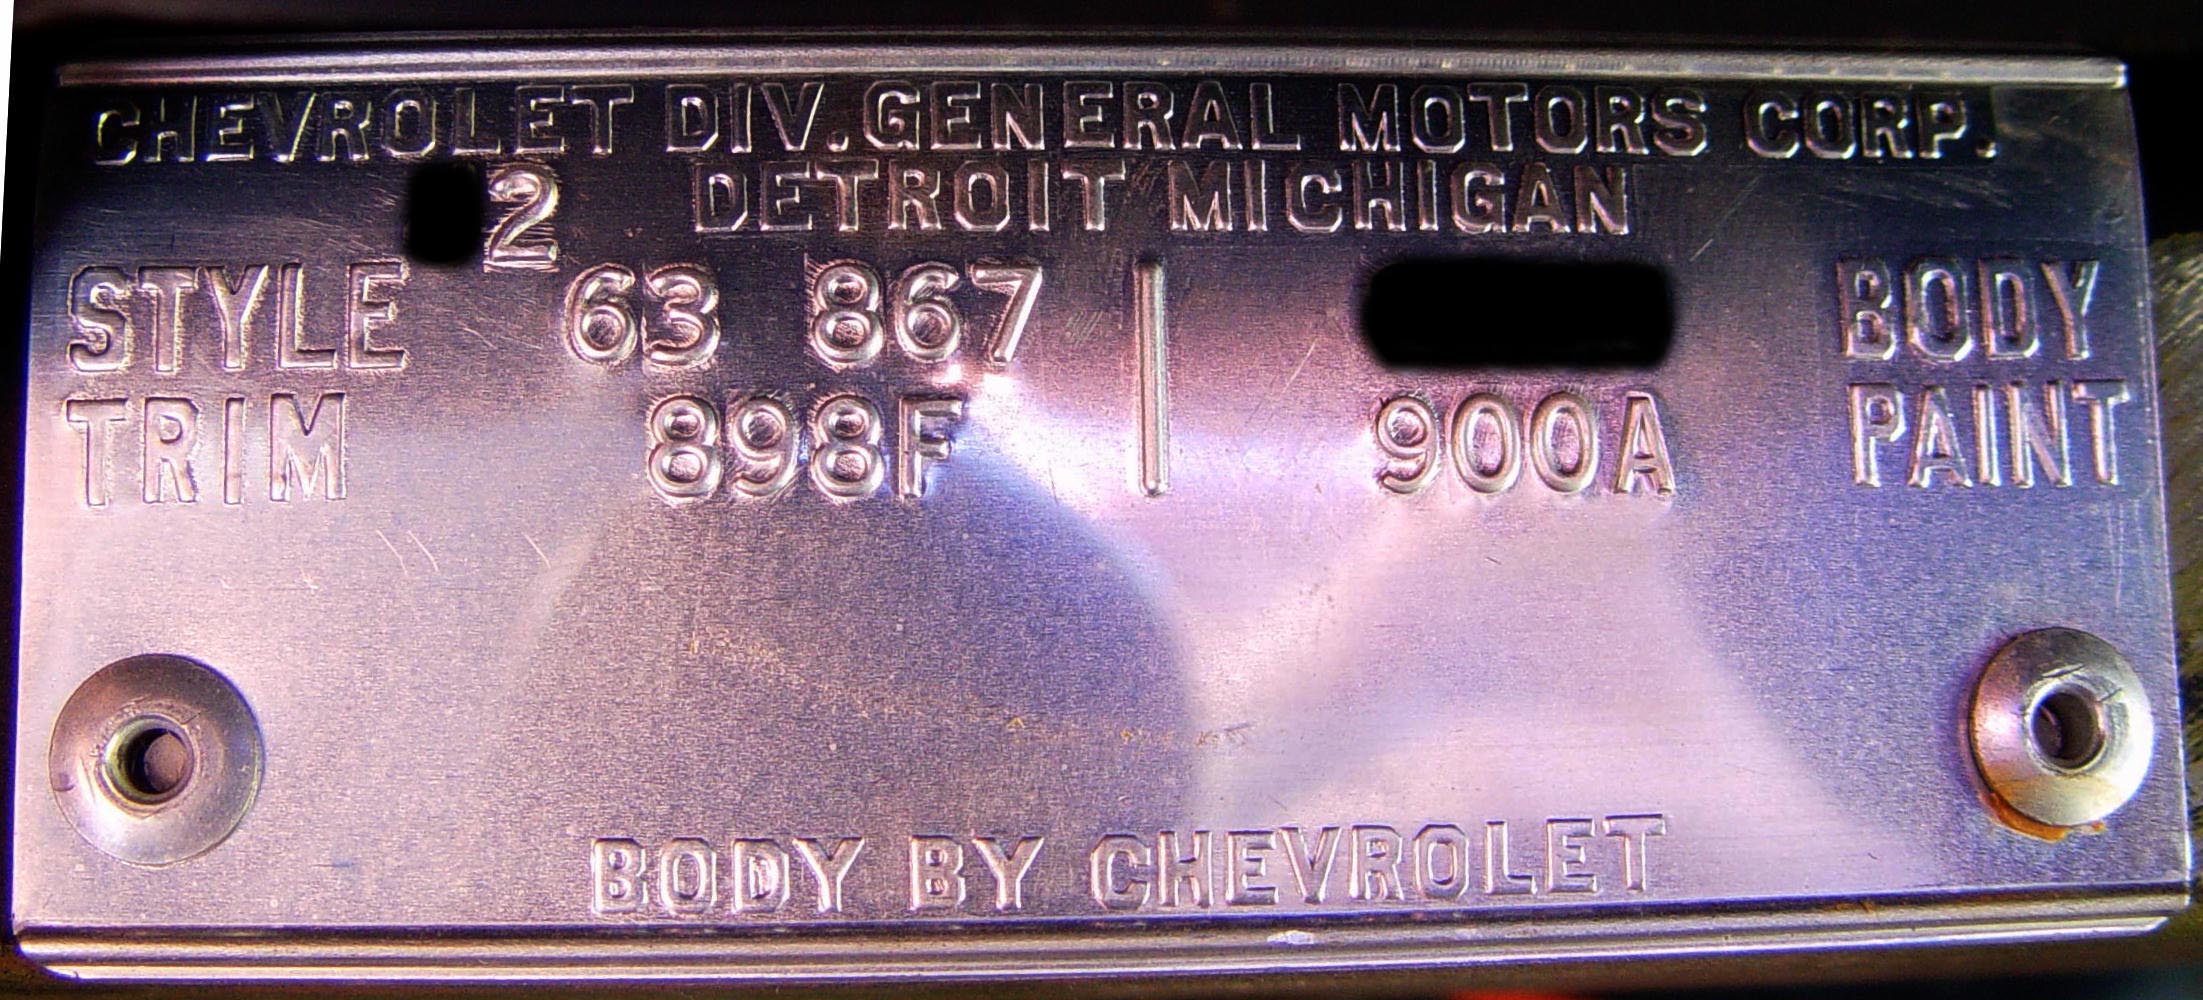 CHEVROLET DIV.GENERAL MOTORS CORP.
2 DETROIT MICHIGAN
STYLE 63 867 | BODY
TRIM 898F | 900A PAINT
BODY BY CHEVROLET